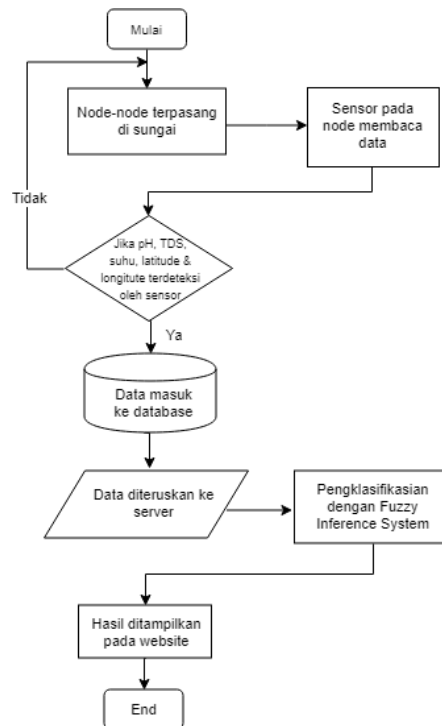 Mulai
Node-node terpasang
di sungai
Sensor pada
node membaca
data
Tidak
Jika pH, TDS,
suhu, latitude &
longitute terdeteksi
oleh sensor
Ya
Data masuk
ke database
Data diteruskan ke
server
Pengklasifikasian
dengan Fuzzy
Inference System
Hasil ditampilkan
pada website
End